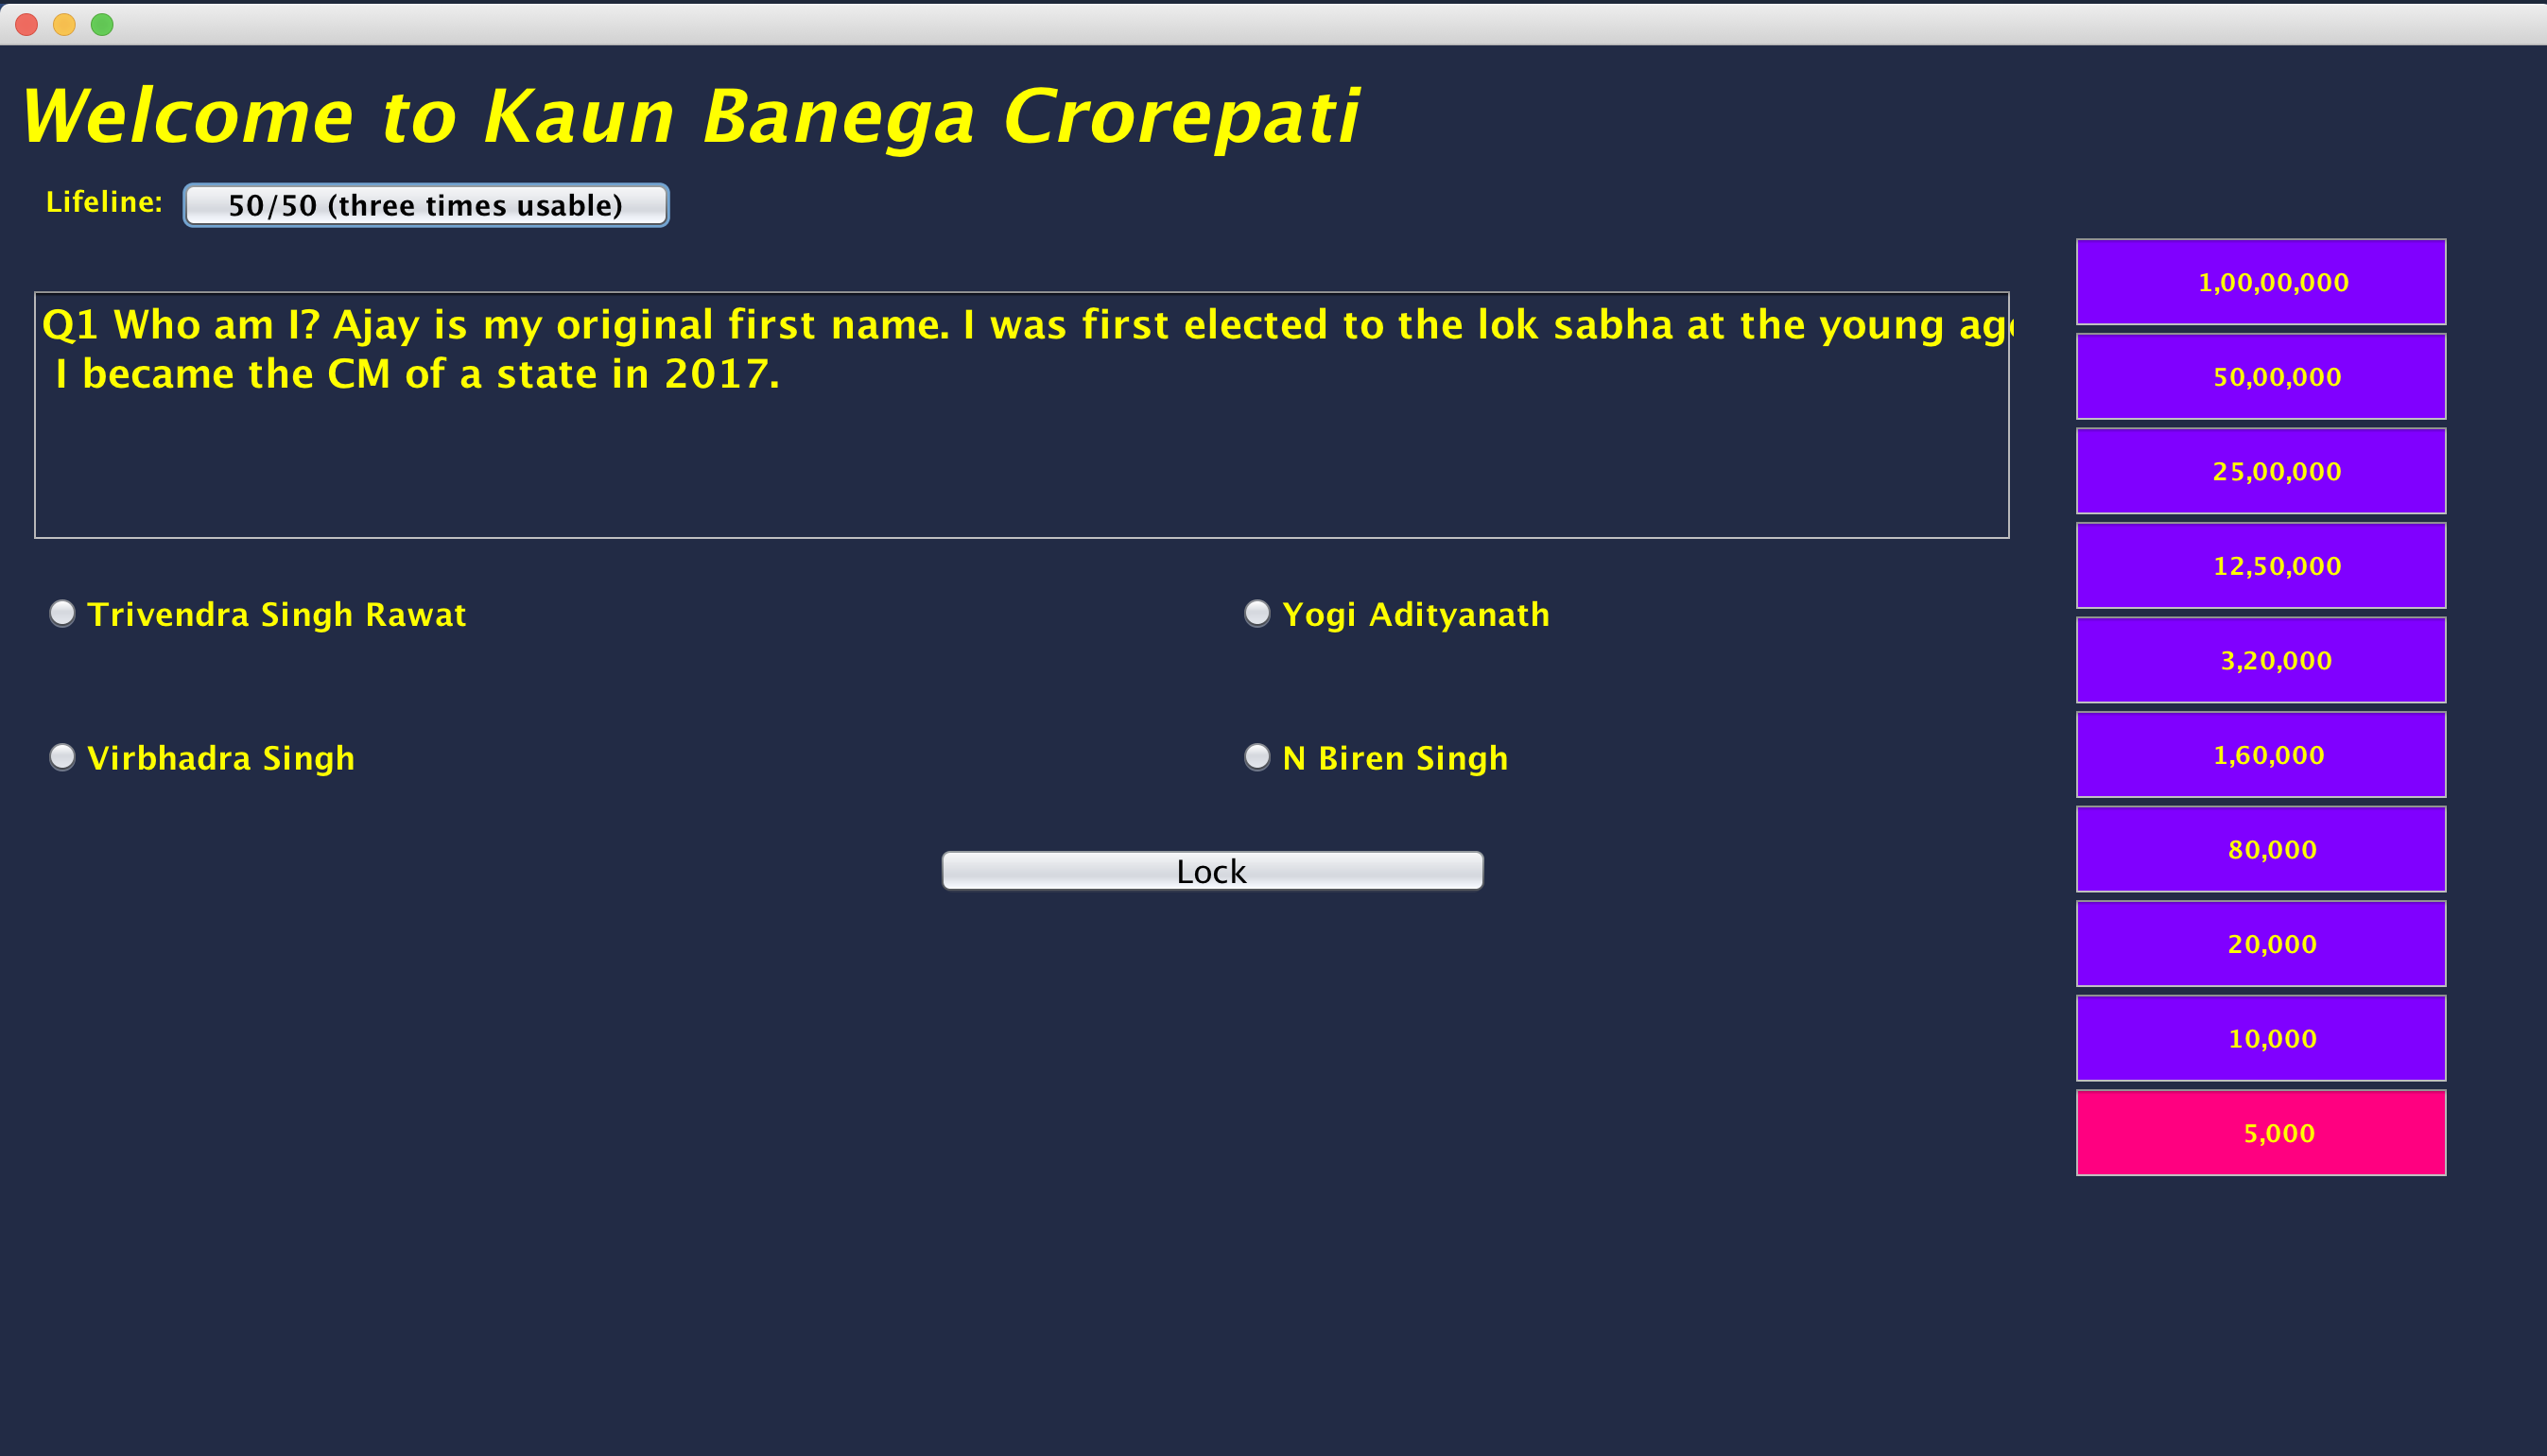 Welcome to Kaun Banega Crorepati
Lifeline:
50/50 (three times usable)
Q1 Who am I? Ajay is my original first name. I was first elected to the lok sabha at the young
I became the CM of a state in 2017.
Trivendra Singh Rawat
Yogi Adityanath
Virbhadra Singh
N Biren Singh
Lock
1,00,00,000
50,00,000
25,00,000
12,50,000
3,20,000
1,60,000
80,000
20,000
10,000
5,000